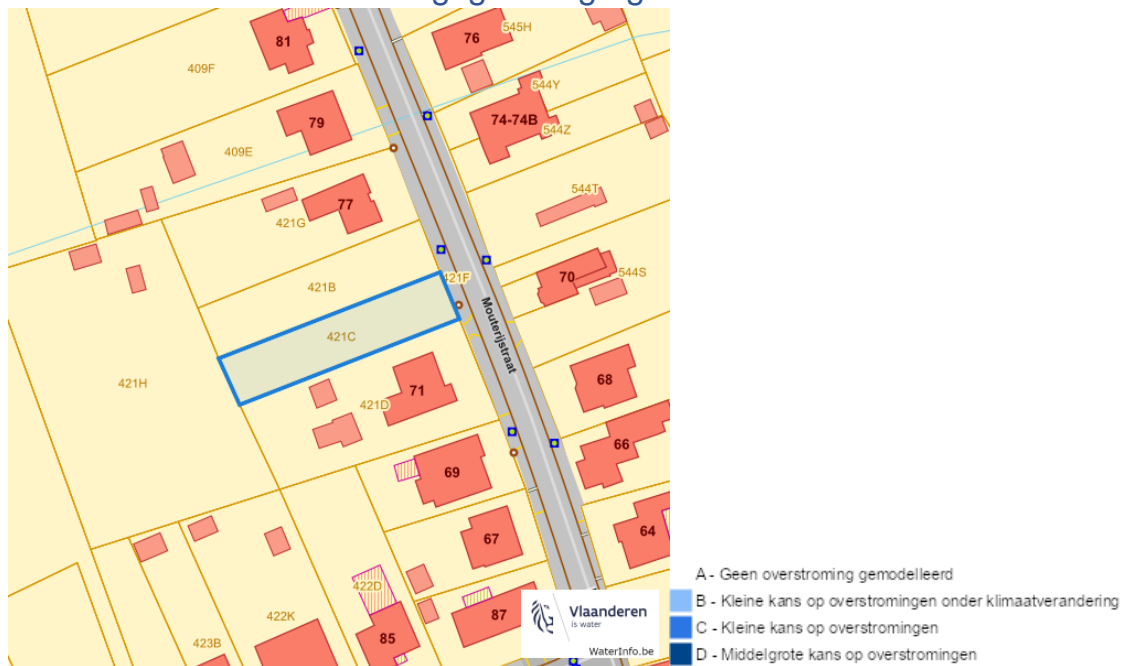 81
76
545H
409F
544Y
79
74-74B
544Z
409E
544T
77
421G
421F
544S
70
421B
Mouterijstraat
421C
68
421H
71
421D
66
69
64
67
422D
87
422K
423B
85
Vlaanderen
is water
WaterInfo.be
A - Geen overstroming gemodelleerd
B - Kleine kans op overstromingen onder klimaatverandering
C - Kleine kans op overstromingen
D - Middelgrote kans op overstromingen